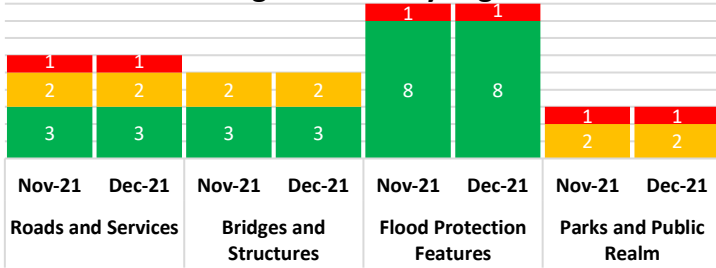 1 1
1 1
2 2 2 2 8 8
1 1
3 3 3 3 2 2
Nov-21 Dec-21 Nov-21 Dec-21 Nov-21 Dec-21 Nov-21 Dec-21
Roads and Services Bridges and Flood Protection Parks and Public
Structures Features Realm